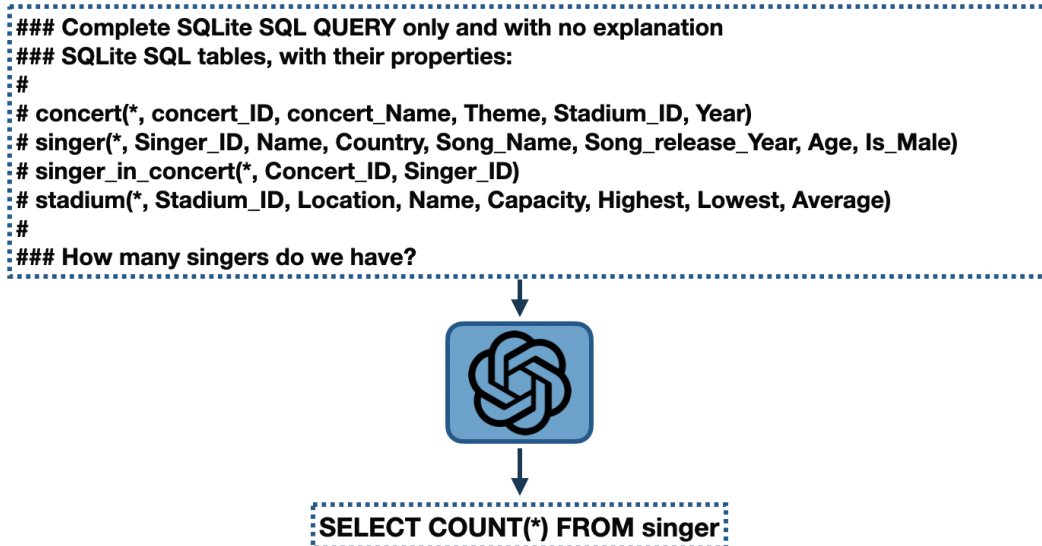 ### Complete SQLite SQL QUERY only and with no explanation
### SQLite SQL tables, with their properties:
#
# concert(*, concert_ID, concert_Name, Theme, Stadium_ID, Year)
# singer(*, Singer_ID, Name, Country, Song_Name, Song_release_Year, Age, Is_Male)
# singer_in_concert(*, Concert_ID, Singer_ID)
# stadium(*, Stadium_ID, Location, Name, Capacity, Highest, Lowest, Average)
#
### How many singers do we have?
SELECT COUNT(*) FROM singer